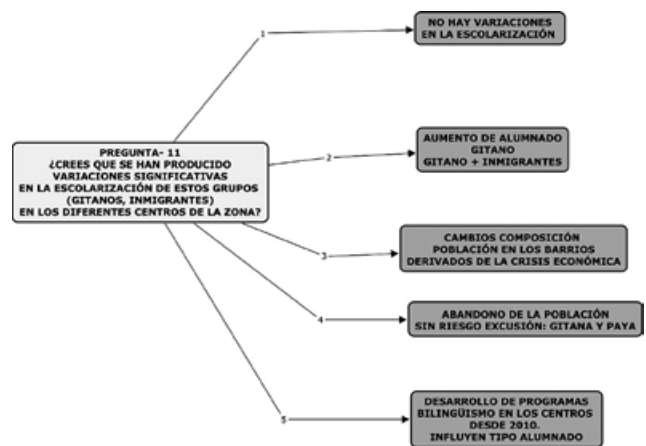 PREGUNTA- 11
¿CREES QUE SE HAN PRODUCIDO
VARIACIONES SIGNIFICATIVAS
EN LA ESCOLARIZACIÓN DE ESTOS GRUPOS
(GITANOS, INMIGRANTES)
EN LOS DIFERENTES CENTROS DE LA ZONA?
1
NO HAY VARIACIONES
EN LA ESCOLARIZACIÓN
2
AUMENTO DE ALUMNADO
GITANO
GITANO + INMIGRANTES
3
CAMBIOS COMPOSICIÓN
POBLACIÓN EN LOS BARRIOS
DERIVADOS DE LA CRISIS ECONÓMICA
4
ABANDONO DE LA POBLACIÓN
SIN RIESGO EXCUSIÓN: GITANA Y PAYA
5
DESARROLLO DE PROGRAMAS
BILINGÜISMO EN LOS CENTROS
DESDE 2010.
INFLUYEN TIPO ALUMNADO